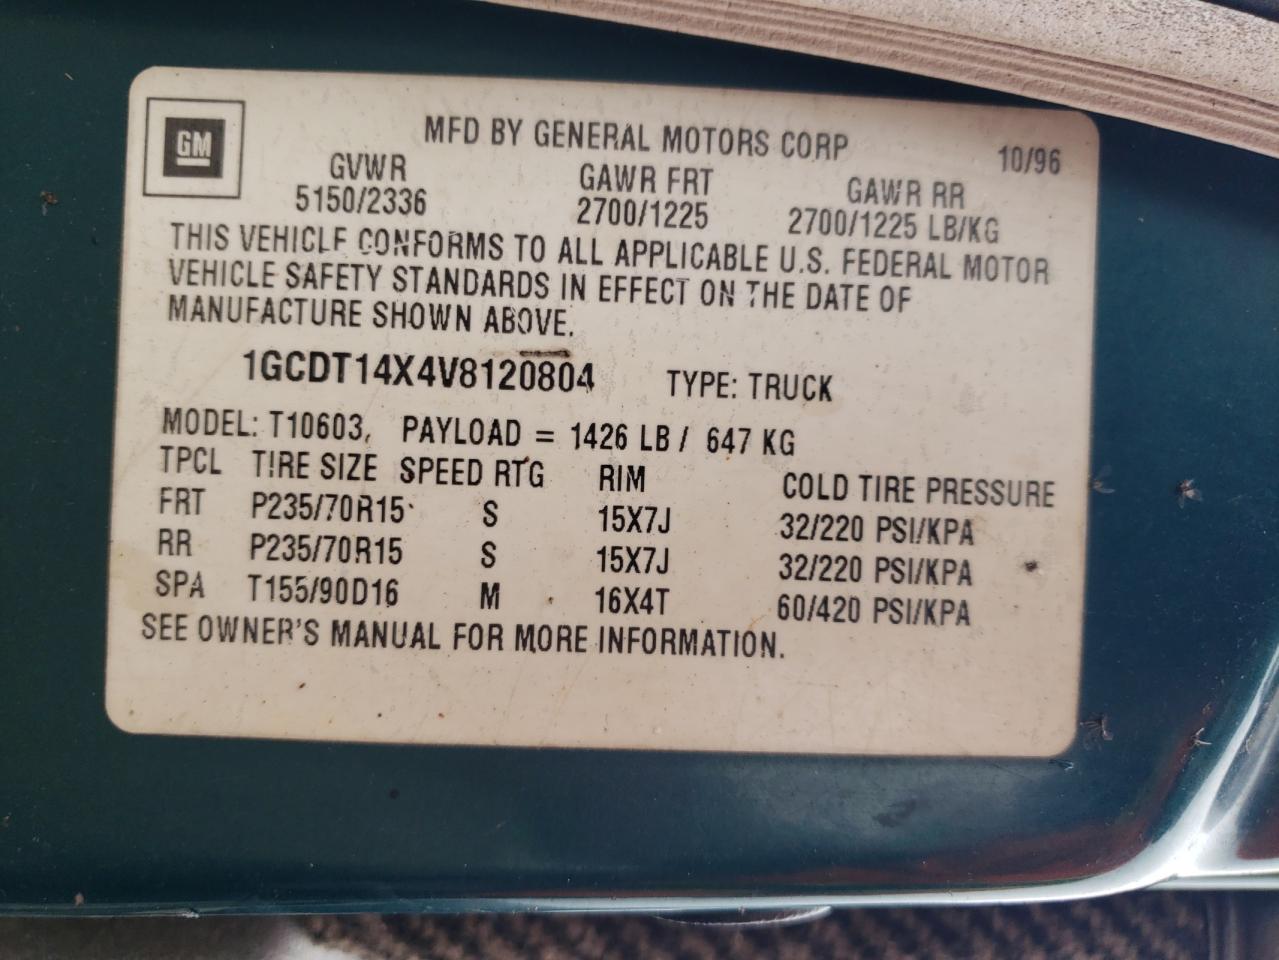 GM
MFD BY GENERAL MOTORS CORP 10/96
GVWR GAWR FRT GAWR RR
5150/2336 2700/1225 2700/1225 LB/KG
THIS VEHICLE CONFORMS TO ALL APPLICABLE U.S. FEDERAL MOTOR
VEHICLE SAFETY STANDARDS IN EFFECT ON THE DATE OF
MANUFACTURE SHOWN ABOVE.
1GCDT14X4V8120804 TYPE: TRUCK
MODEL: T10603, PAYLOAD = 1426 LB / 647 KG
TPCL TIRE SIZE SPEED RTG RIM COLD TIRE PRESSURE
FRT P235/70R15 S 15X7J 32/220 PSI/KPA
RR P235/70R15 S 15X7J 32/220 PSI/KPA
SPA T155/90D16 M 16X4T 60/420 PSI/KPA
SEE OWNER'S MANUAL FOR MORE INFORMATION.